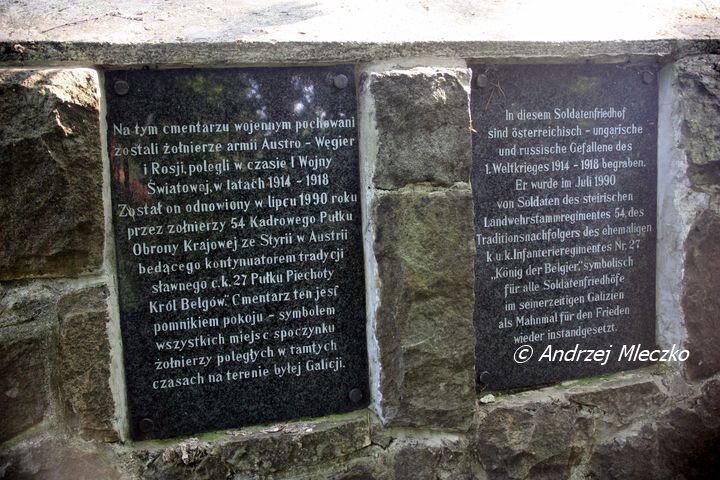 Na tym cmentarzu wojennym pochowani
zostali żołnierze armii Austro - Węgier
i Rosji, polegli w czasie I Wojny
Światowej, w latach 1914 - 1918
Został on odnowiony w lipcu 1990 roku
przez żołnierzy 54 Kadrowego Pułku
Obrony Krajowej ze Styrii w Austrii
będącego kontynuatorem tradycji
sławnego c.k. 27 Pułku Piechoty
Król Belgów". Cmentarz ten jest
pomnikiem pokoju - symbolem
wszystkich miejsc spoczynku
żołnierzy poległych w tamtych
czasach na terenie byłej Galicji.
In diesem Soldatenfriedhof
sind österreichisch - ungarische
und russische Gefallene des
1. Weltkrieges 1914 - 1918 begraben.
Er wurde im Juli 1990
von Soldaten des steirischen
Landwehrstammregimentes 54, des
Traditionsnachfolgers des ehemaligen
k u. k. Infanterieregimentes Nr. 27
„König der Belgier", symbolisch
für alle Soldatenfriedhöfe
im seinerzeitigen Galizien
als Mahnmal für den Frieden
wieder instandgesetzt.
© Andrzej Mleczko